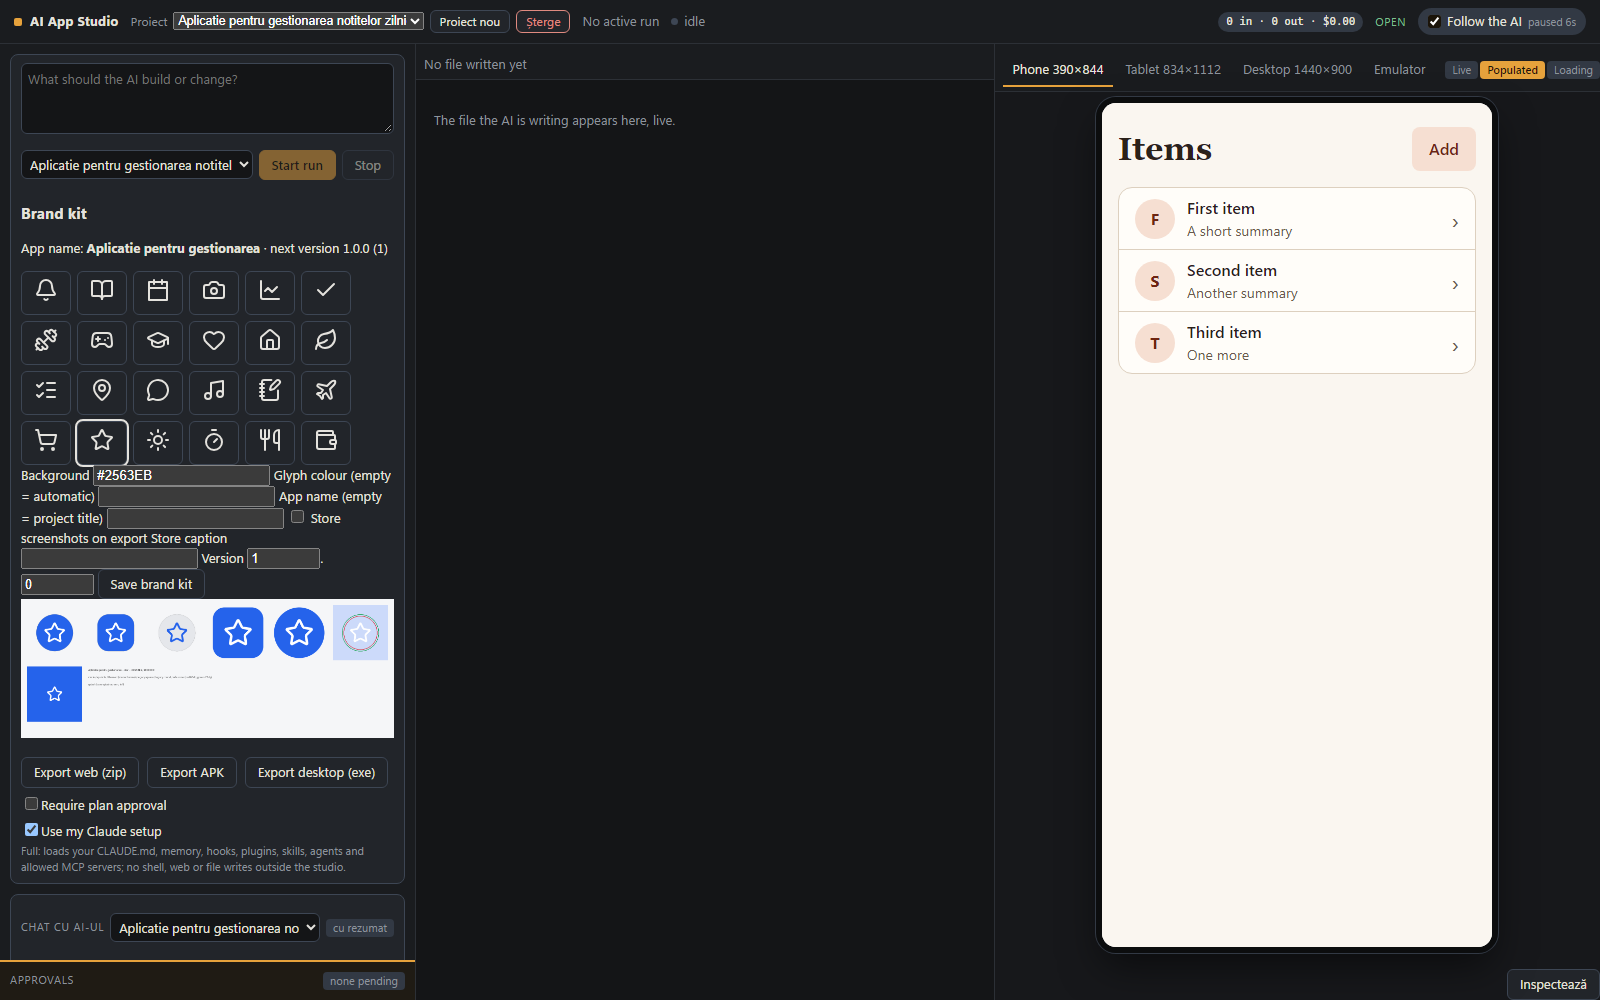 AI App Studio Project Aplicatie pentru gestionarea notitelor zilni Proiect nou Șterge No active run idle 0 in · 0 out · $0.00 OPEN Follow the AI paused 6s
What should the AI build or change?
Aplicatie pentru gestionarea notitel Start run Stop
Brand kit
App name: Aplicatie pentru gestionarea · next version 1.0.0 (1)
Background #2563EB Glyph colour (empty
= automatic) App name (empty
= project title) Store
screenshots on export Store caption
Version 1 .
0 Save brand kit
Export web (zip) Export APK Export desktop (exe)
Require plan approval
Use my Claude setup
Full: loads your CLAUDE.md, memory, hooks, plugins, skills, agents and
allowed MCP servers; no shell, web or file writes outside the studio.
CHAT CU AI-UL Aplicatie pentru gestionarea no cu rezumat
APPROVALS none pending
No file written yet
The file the AI is writing appears here, live.
Phone 390×844 Tablet 834×1112 Desktop 1440×900 Emulator Live Populated Loading
Items Add
F First item
A short summary
S Second item
Another summary
T Third item
One more
Inspectează